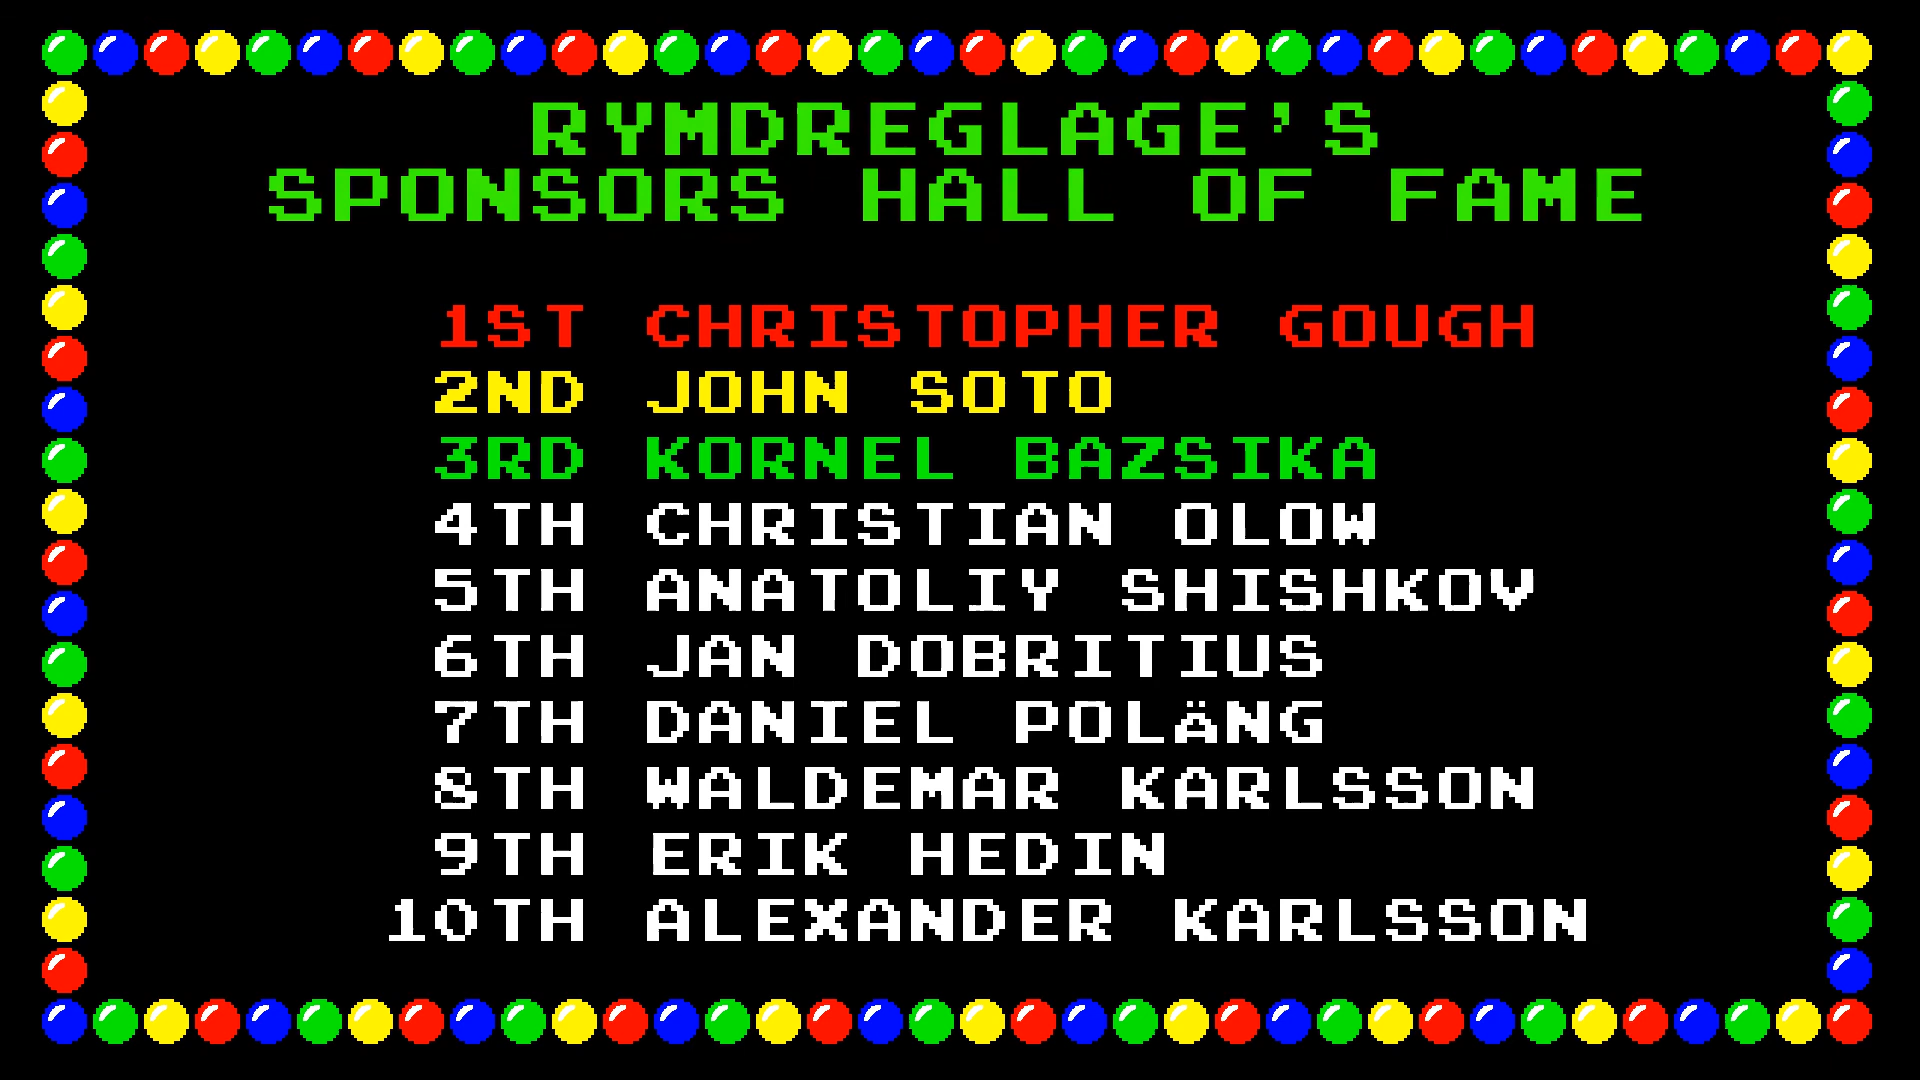 RYMDREGLAGE'S
SPONSORS HALL OF FAME
1ST CHRISTOPHER GOUGH
2ND JOHN SOTO
3RD KORNEL BAZSIKA
4TH CHRISTIAN OLOW
5TH ANATOLIY SHISHKOV
6TH JAN DOBRITIUS
7TH DANIEL POLÄNG
8TH WALDEMAR KARLSSON
9TH ERIK HEDIN
10TH ALEXANDER KARLSSON